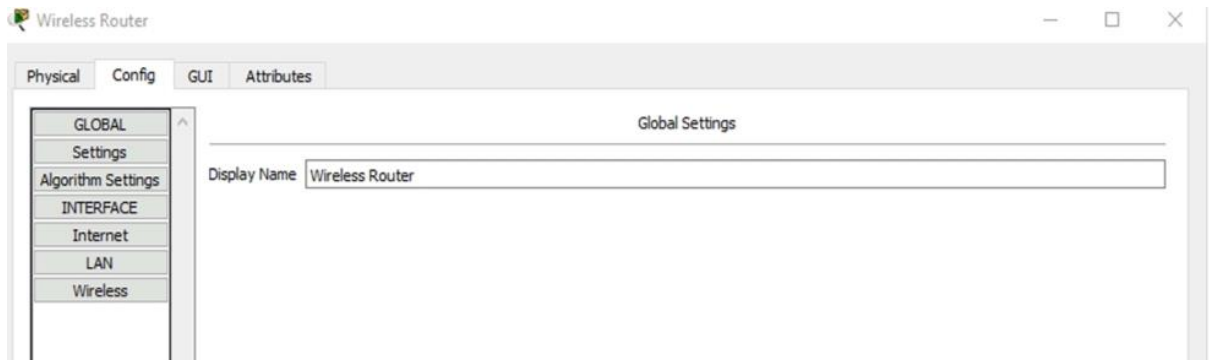 Wireless Router
Physical Config GUI Attributes
GLOBAL
Settings
Algorithm Settings
INTERFACE
Internet
LAN
Wireless
Global Settings
Display Name Wireless Router